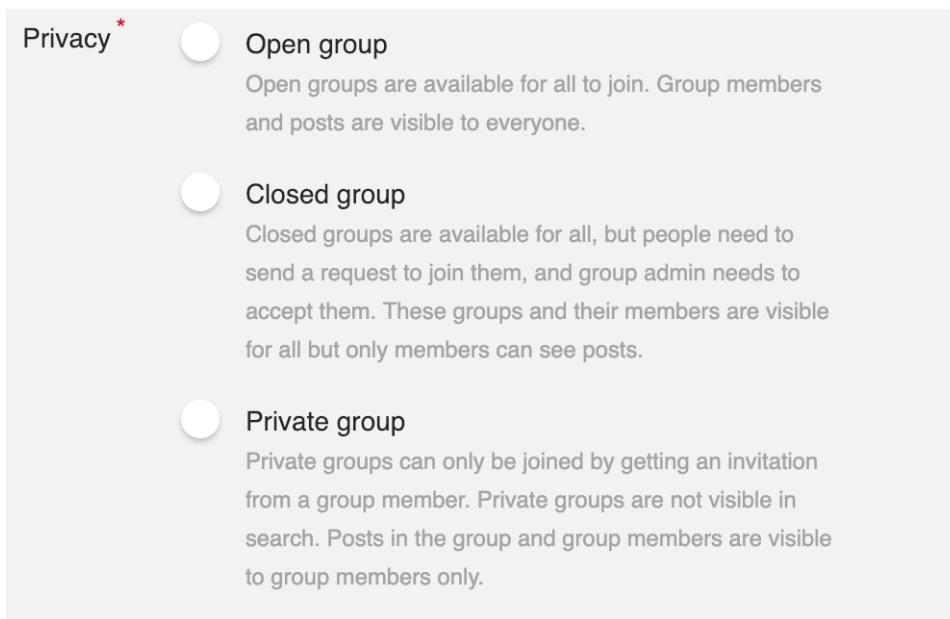 Privacy *
Open group
Open groups are available for all to join. Group members
and posts are visible to everyone.
Closed group
Closed groups are available for all, but people need to
send a request to join them, and group admin needs to
accept them. These groups and their members are visible
for all but only members can see posts.
Private group
Private groups can only be joined by getting an invitation
from a group member. Private groups are not visible in
search. Posts in the group and group members are visible
to group members only.